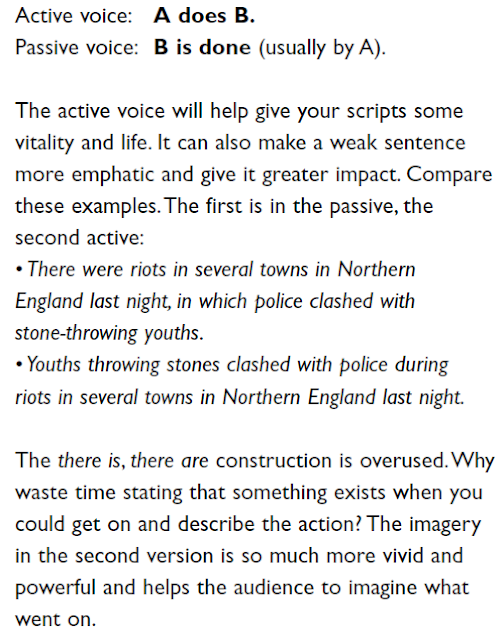 Active voice: A does B.
Passive voice: B is done (usually by A).
The active voice will help give your scripts some
vitality and life. It can also make a weak sentence
more emphatic and give it greater impact. Compare
these examples. The first is in the passive, the
second active:
• There were riots in several towns in Northern
England last night, in which police clashed with
stone-throwing youths.
• Youths throwing stones clashed with police during
riots in several towns in Northern England last night.
The there is, there are construction is overused. Why
waste time stating that something exists when you
could get on and describe the action? The imagery
in the second version is so much more vivid and
powerful and helps the audience to imagine what
went on.